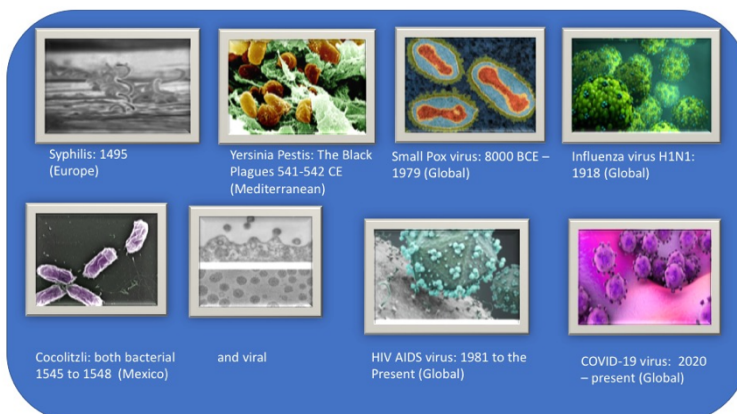 Syphilis: 1495
(Europe)
Yersinia Pestis: The Black
Plagues 541-542 CE
(Mediterranean)
Small Pox virus: 8000 BCE –
1979 (Global)
Influenza virus H1N1:
1918 (Global)
Cocolitzli: both bacterial
1545 to 1548 (Mexico)
and viral
HIV AIDS virus: 1981 to the
Present (Global)
COVID-19 virus: 2020
– present (Global)